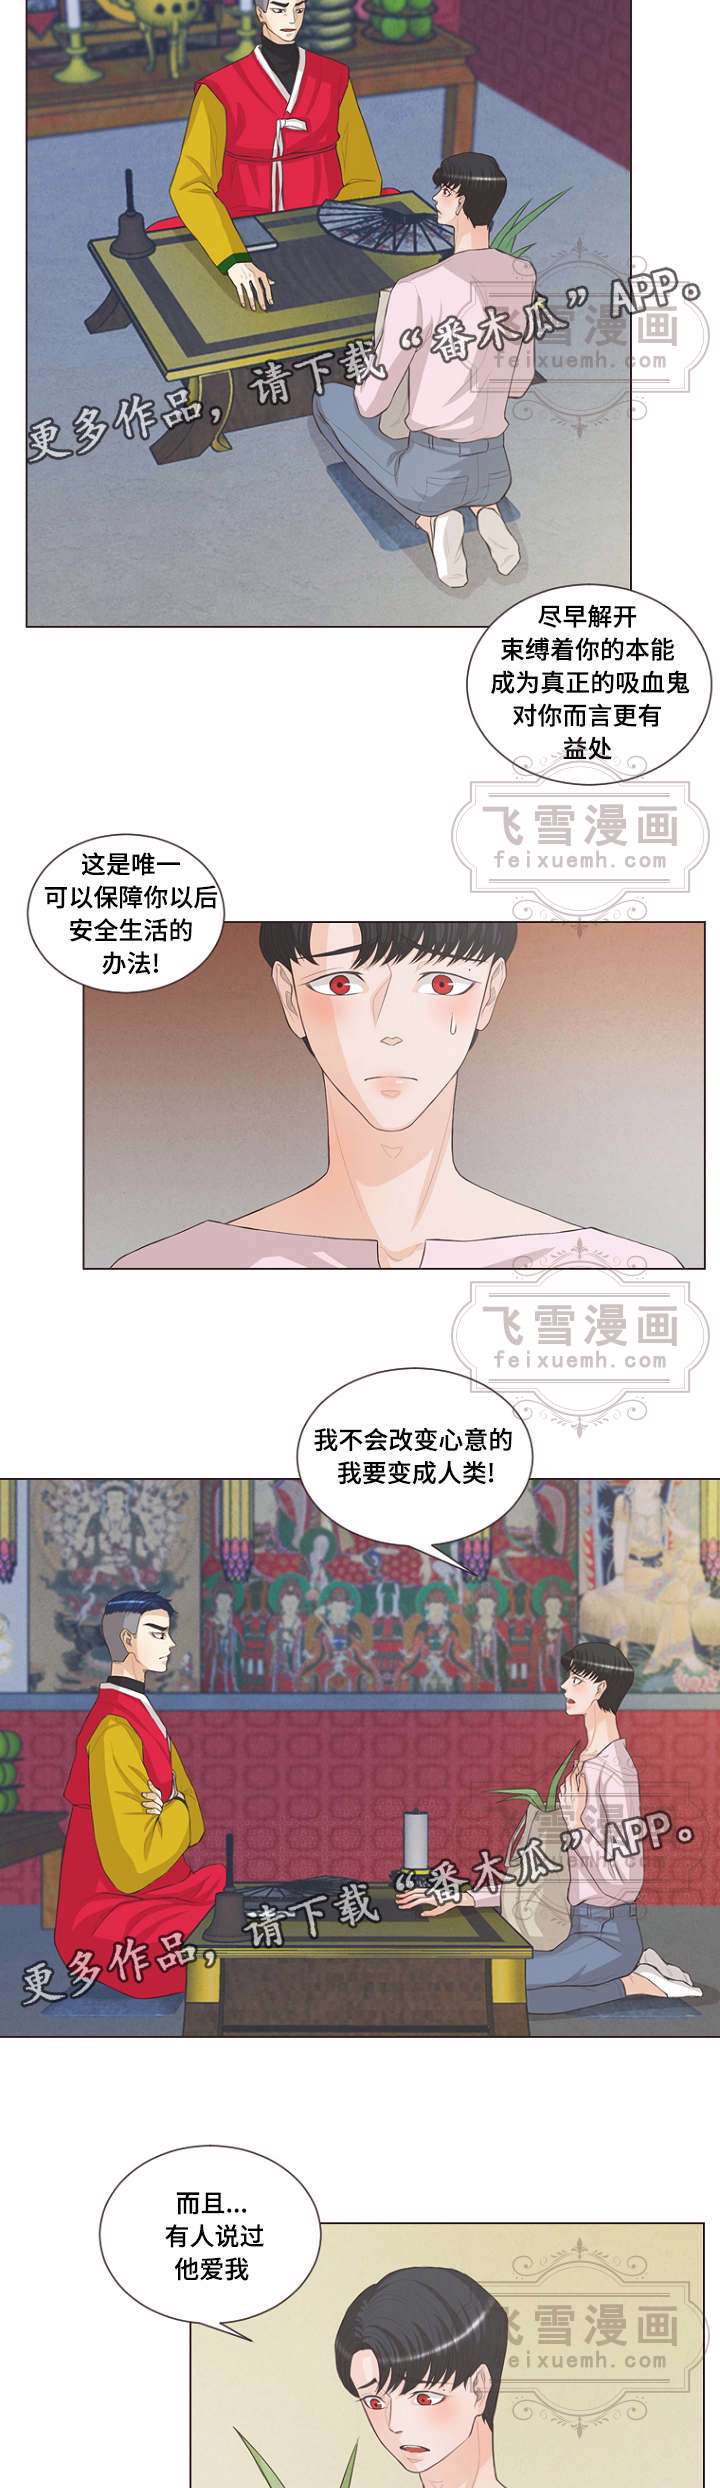 飞雪漫画
feixuemh.com
更多作品，请下载“番木瓜”APP。
尽早解开
束缚着你的本能
成为真正的吸血鬼
对你而言更有
益处
飞雪漫画
feixuemh.com
这是唯一
可以保障你以后
安全生活的
办法!
飞雪漫画
feixuemh.com
我不会改变心意的
我要变成人类!
雪漫画
feixuemh.com
更多作品，请下载“番木瓜”APP。
而且...
有人说过
他爱我
飞雪漫画
feixuemh.com